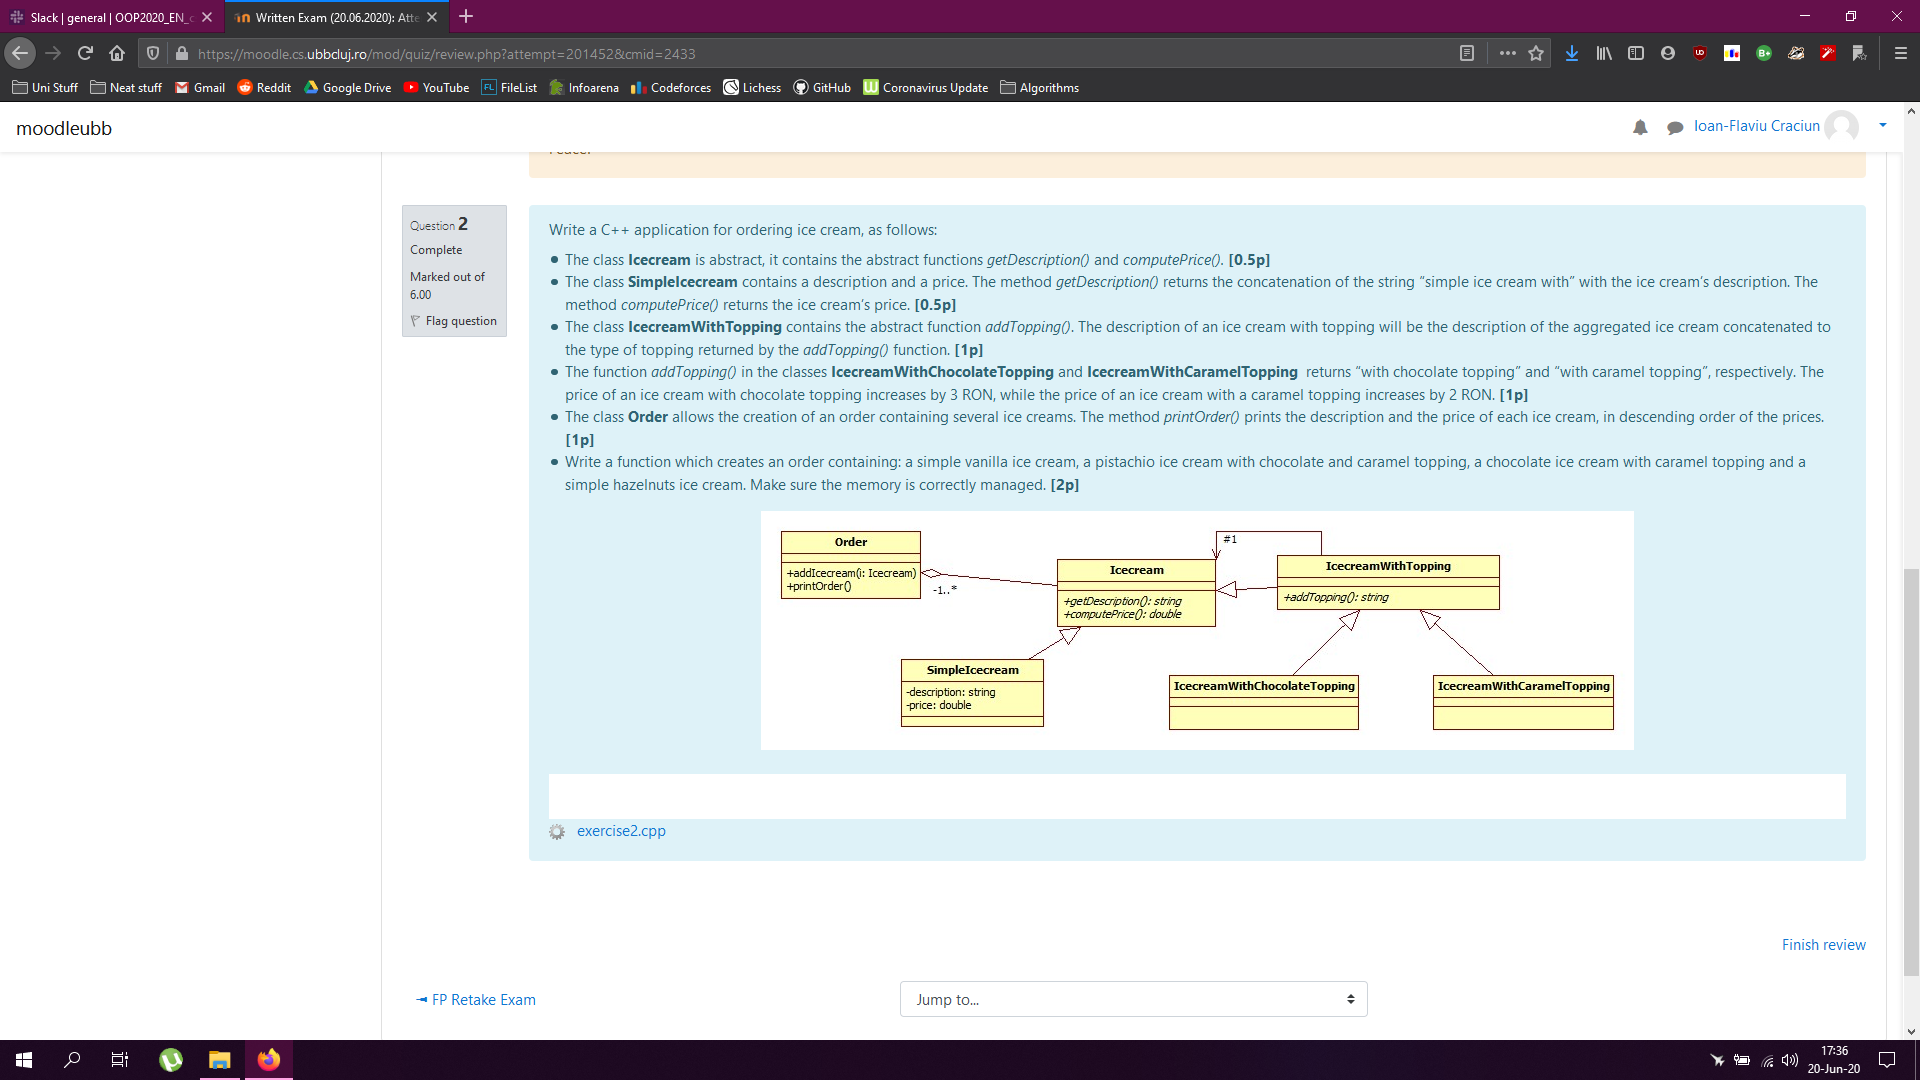 Slack | general | OOP2020_EN_
Written Exam (20.06.2020): Atte
https://moodle.cs.ubbcluj.ro/mod/quiz/review.php?attempt=201452&cmid=2433
Uni Stuff Neat stuff Gmail Reddit Google Drive YouTube FL FileList Infoarena Codeforces Lichess GitHub Coronavirus Update Algorithms
moodleubb
Ioan-Flaviu Craciun
Question 2
Complete
Marked out of
6.00
Flag question
Write a C++ application for ordering ice cream, as follows:
• The class Icecream is abstract, it contains the abstract functions getDescription() and computePrice(). [0.5p]
• The class SimpleIcecream contains a description and a price. The method getDescription() returns the concatenation of the string “simple ice cream with” with the ice cream’s description. The
method computePrice() returns the ice cream’s price. [0.5p]
• The class IcecreamWithTopping contains the abstract function addTopping(). The description of an ice cream with topping will be the description of the aggregated ice cream concatenated to
the type of topping returned by the addTopping() function. [1p]
• The function addTopping() in the classes IcecreamWithChocolateTopping and IcecreamWithCaramelTopping returns “with chocolate topping” and “with caramel topping”, respectively. The
price of an ice cream with chocolate topping increases by 3 RON, while the price of an ice cream with a caramel topping increases by 2 RON. [1p]
• The class Order allows the creation of an order containing several ice creams. The method printOrder() prints the description and the price of each ice cream, in descending order of the prices.
[1p]
• Write a function which creates an order containing: a simple vanilla ice cream, a pistachio ice cream with chocolate and caramel topping, a chocolate ice cream with caramel topping and a
simple hazelnuts ice cream. Make sure the memory is correctly managed. [2p]
Order
+addIcecream(i: Icecream)
+printOrder()
-1..*
Icecream
+getDescription(): string
+computePrice(): double
#1
IcecreamWithTopping
+addTopping(): string
SimpleIcecream
-description: string
-price: double
IcecreamWithChocolateTopping
IcecreamWithCaramelTopping
exercise2.cpp
Finish review
◄ FP Retake Exam
Jump to...
17:36
20-Jun-20